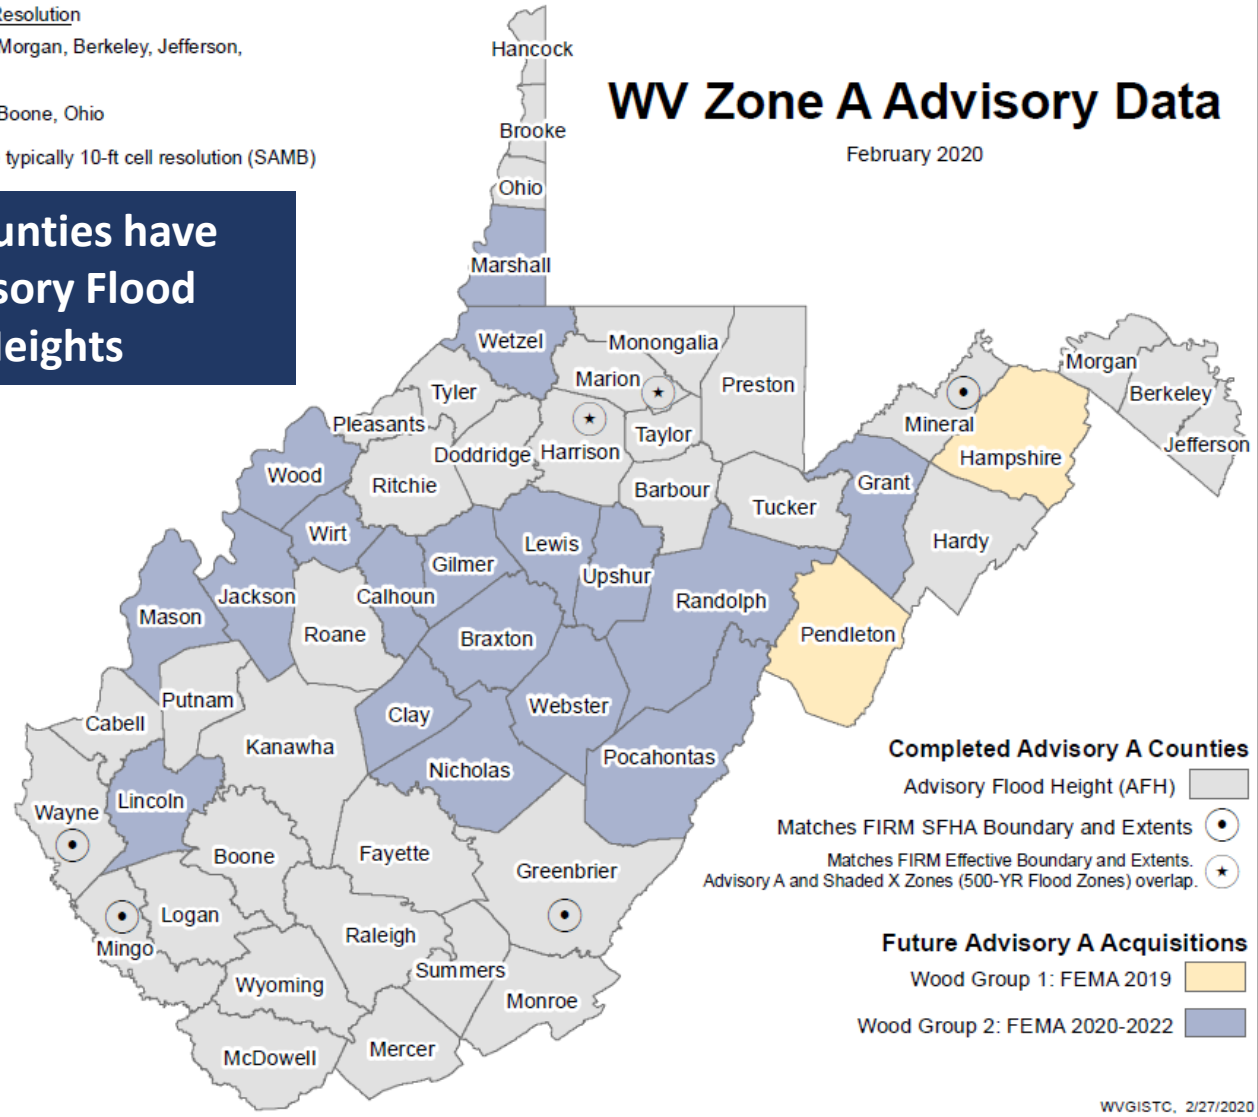 Resolution
Morgan, Berkeley, Jefferson,
Boone, Ohio
typically 10-ft cell resolution (SAMB)
unties have
sory Flood
Heights
WV Zone A Advisory Data
February 2020
Hancock
Brooke
Ohio
Marshall
Wetzel
Monongalia
Marion
Preston
Tyler
Pleasants
Doddridge
Harrison
Taylor
Morgan
Berkeley
Jefferson
Mineral
Hampshire
Wood
Ritchie
Barbour
Tucker
Grant
Hardy
Wirt
Gilmer
Lewis
Upshur
Randolph
Pendleton
Mason
Jackson
Calhoun
Roane
Braxton
Putnam
Cabell
Clay
Webster
Kanawha
Nicholas
Pocahontas
Wayne
Lincoln
Boone
Fayette
Greenbrier
Logan
Mingo
Raleigh
Summers
Wyoming
Monroe
McDowell
Mercer
Completed Advisory A Counties
Advisory Flood Height (AFH)
Matches FIRM SFHA Boundary and Extents
Matches FIRM Effective Boundary and Extents.
Advisory A and Shaded X Zones (500-YR Flood Zones) overlap.
Future Advisory A Acquisitions
Wood Group 1: FEMA 2019
Wood Group 2: FEMA 2020-2022
WVGISTC, 2/27/2020